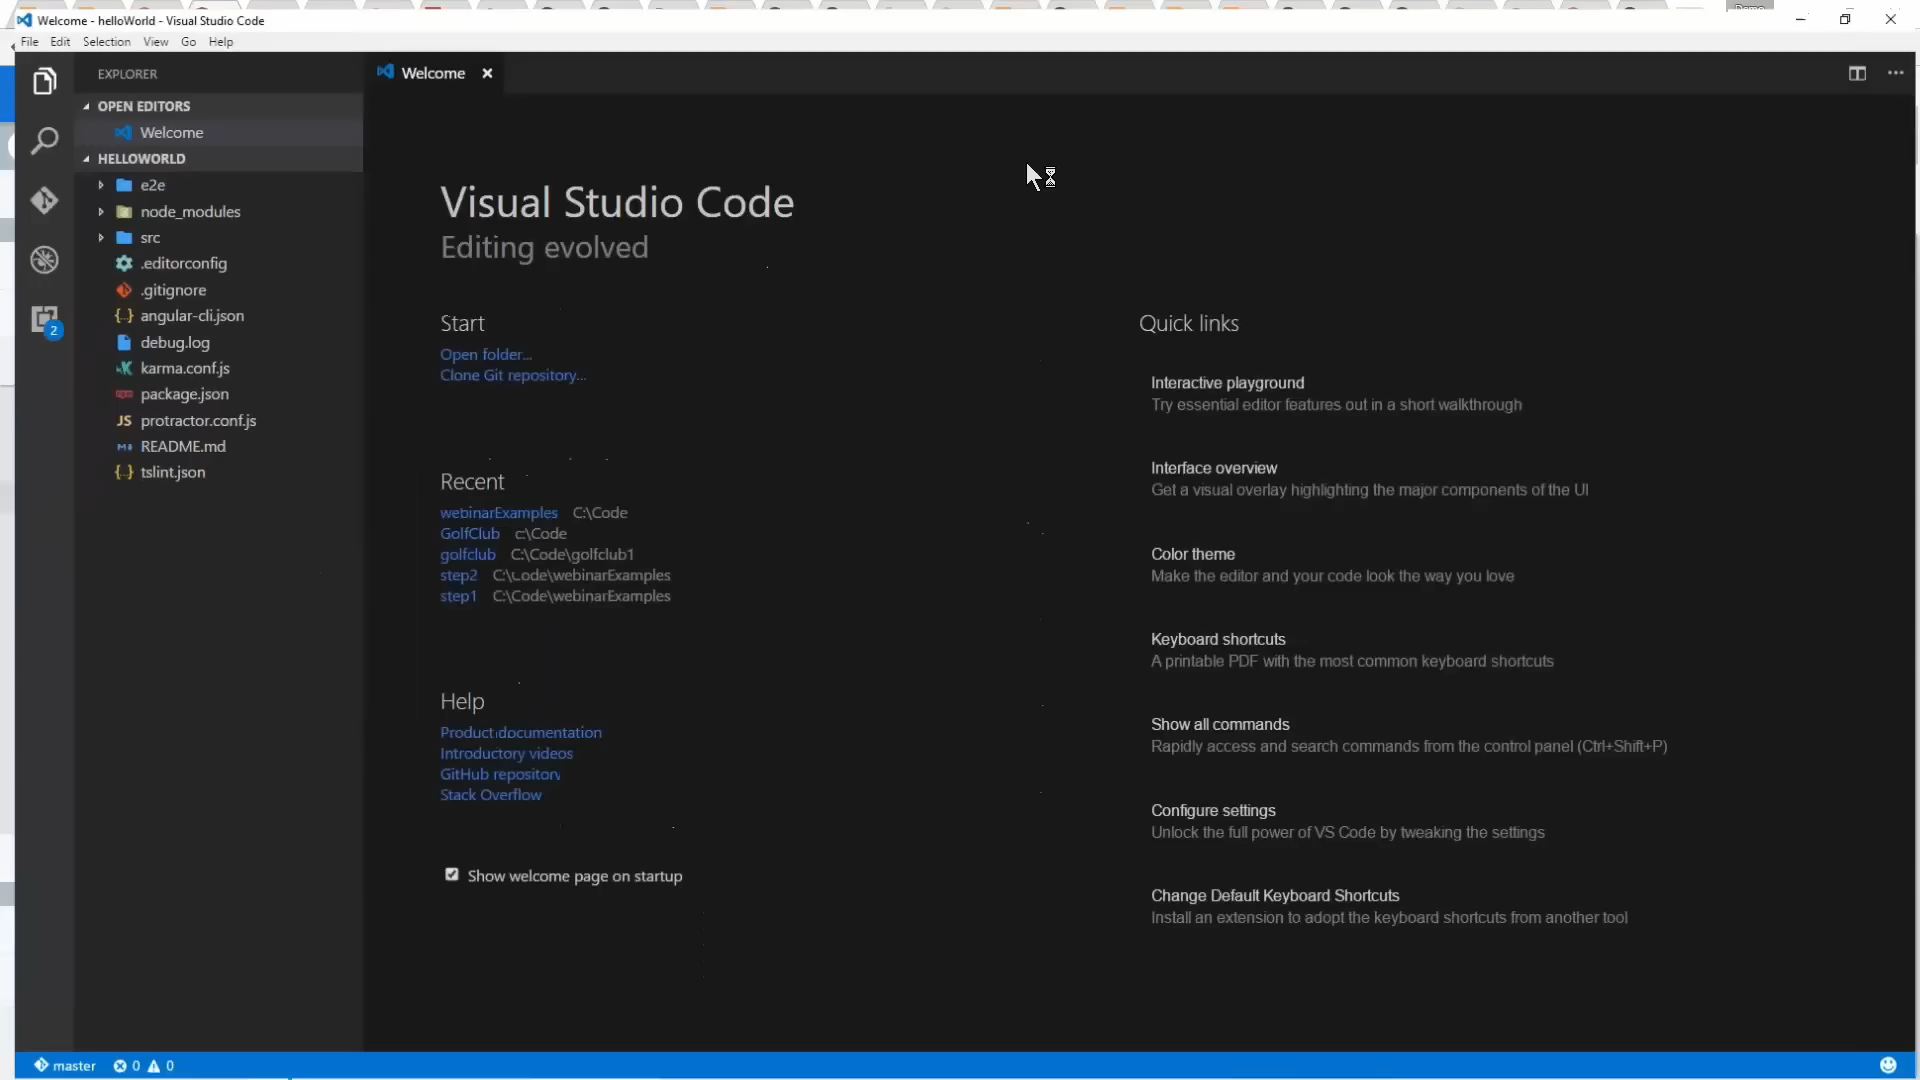 Welcome - helloWorld - Visual Studio Code
File Edit Selection View Go Help
EXPLORER
OPEN EDITORS
Welcome
HELLOWORLD
e2e
node_modules
src
.editorconfig
.gitignore
{..} angular-cli.json
debug.log
karma.conf.js
package.json
JS protractor.conf.js
README.md
{..} tslint.json
2
Welcome
Visual Studio Code
Editing evolved
Start
Open folder...
Clone Git repository...
Recent
webinarExamples C:\Code
GolfClub c:\Code
golfclub C:\Code\golfclub1
step2 C:\Code\webinarExamples
step1 C:\Code\webinarExamples
Help
Product documentation
Introductory videos
GitHub repository
Stack Overflow
Show welcome page on startup
Quick links
Interactive playground
Try essential editor features out in a short walkthrough
Interface overview
Get a visual overlay highlighting the major components of the UI
Color theme
Make the editor and your code look the way you love
Keyboard shortcuts
A printable PDF with the most common keyboard shortcuts
Show all commands
Rapidly access and search commands from the control panel (Ctrl+Shift+P)
Configure settings
Unlock the full power of VS Code by tweaking the settings
Change Default Keyboard Shortcuts
Install an extension to adopt the keyboard shortcuts from another tool
master 0 0